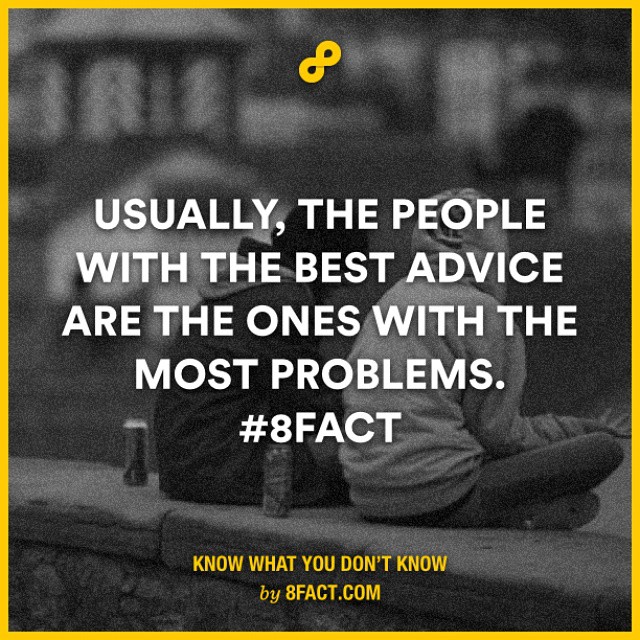 USUALLY, THE PEOPLE
WITH THE BEST ADVICE
ARE THE ONES WITH THE
MOST PROBLEMS.
#8FACT
KNOW WHAT YOU DON'T KNOW
by 8FACT.COM